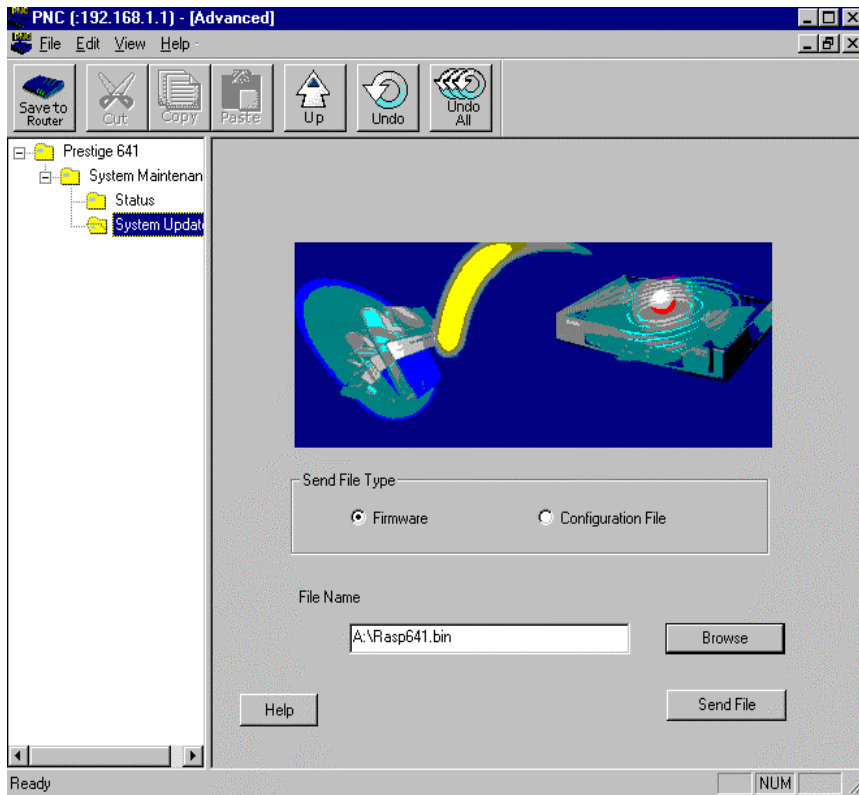 PNC (:192.168.1.1) - [Advanced]
File Edit View Help
Save to Router
Cut
Copy
Paste
Up
Undo
Undo All
Prestige 641
System Maintenan
Status
System Updat
Send File Type
Firmware
Configuration File
File Name
A:\Rasp641.bin
Browse
Help
Send File
Ready
NUM